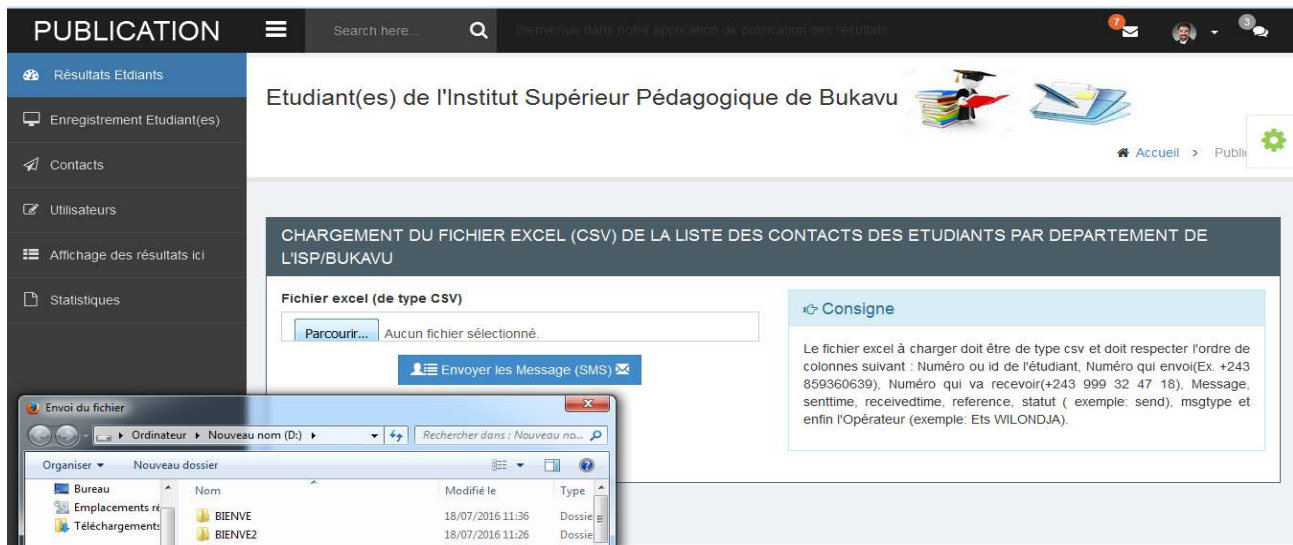 PUBLICATION
Search here...
Bienvenue dans notre application de publication des résultats
7
3
Résultats Etdiants
Enregistrement Etudiant(es)
Contacts
Utilisateurs
Affichage des résultats ici
Statistiques
Etudiant(es) de l'Institut Supérieur Pédagogique de Bukavu
Accueil > Public
CHARGEMENT DU FICHIER EXCEL (CSV) DE LA LISTE DES CONTACTS DES ETUDIANTS PAR DEPARTEMENT DE
L'ISP/BUKAVU
Fichier excel (de type CSV)
Parcourir... Aucun fichier sélectionné.
Envoyer les Message (SMS)
Consigne
Le fichier excel à charger doit être de type csv et doit respecter l'ordre de
colonnes suivant : Numéro ou id de l'étudiant, Numéro qui envoi(Ex. +243
859360639), Numéro qui va recevoir(+243 999 32 47 18), Message,
senttime, receivedtime, reference, statut ( exemple: send), msgtype et
enfin l'Opérateur (exemple: Ets WILONDJA).
Envoi du fichier
Ordinateur Nouveau nom (D:)
Rechercher dans : Nouveau no...
Organiser Nouveau dossier
Bureau
Emplacements ré
Téléchargements
Nom Modifié le Type
BIENVE 18/07/2016 11:36 Dossie
BIENVE2 18/07/2016 11:26 Dossie